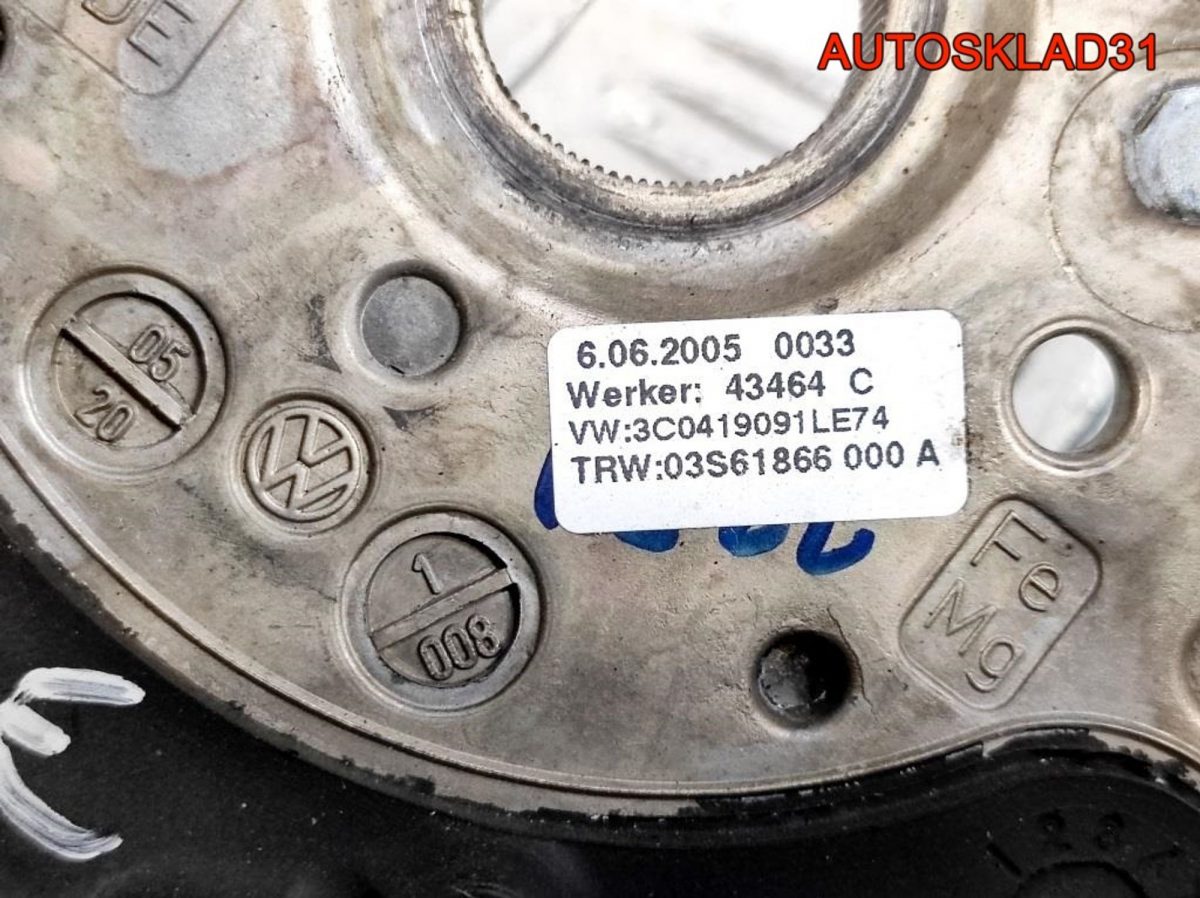 AUTOSKLAD31
6.06.2005 0033
Werker: 43464 C
VW:3C0419091LE74
TRW:03S61866 000 A
05
20
1
008
Fe
Mg